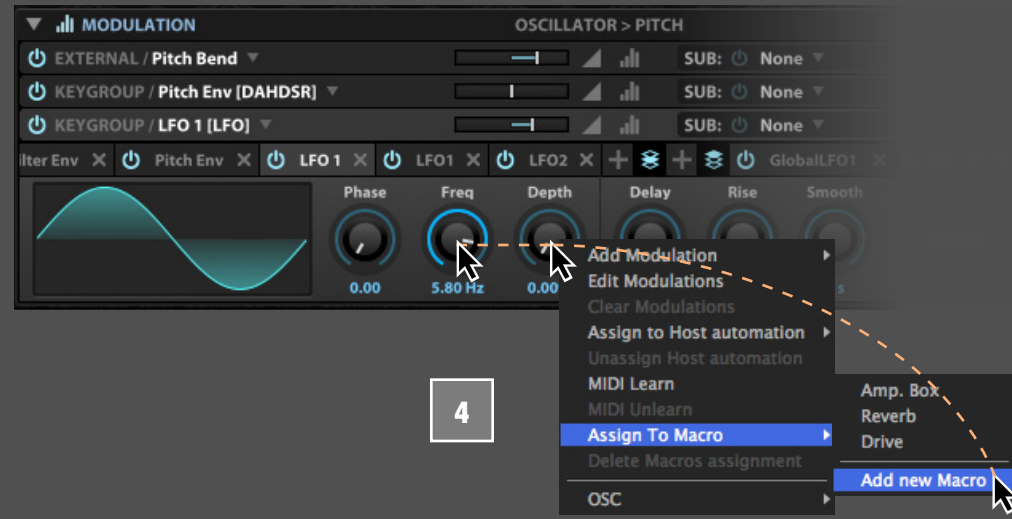 MODULATION OSCILLATOR > PITCH
EXTERNAL / Pitch Bend SUB: None
KEYGROUP / Pitch Env [DAHDSR] SUB: None
KEYGROUP / LFO 1 [LFO] SUB: None
ilter Env Pitch Env LFO 1 LFO1 LFO2 GlobalLFO1
Phase Freq Depth Delay Rise Smooth
0.00 5.80 Hz 0.00 s
Add Modulation
Edit Modulations
Clear Modulations
Assign to Host automation
Unassign Host automation
MIDI Learn
MIDI Unlearn
Assign To Macro
Delete Macros assignment
OSC
Amp. Box
Reverb
Drive
Add new Macro
4